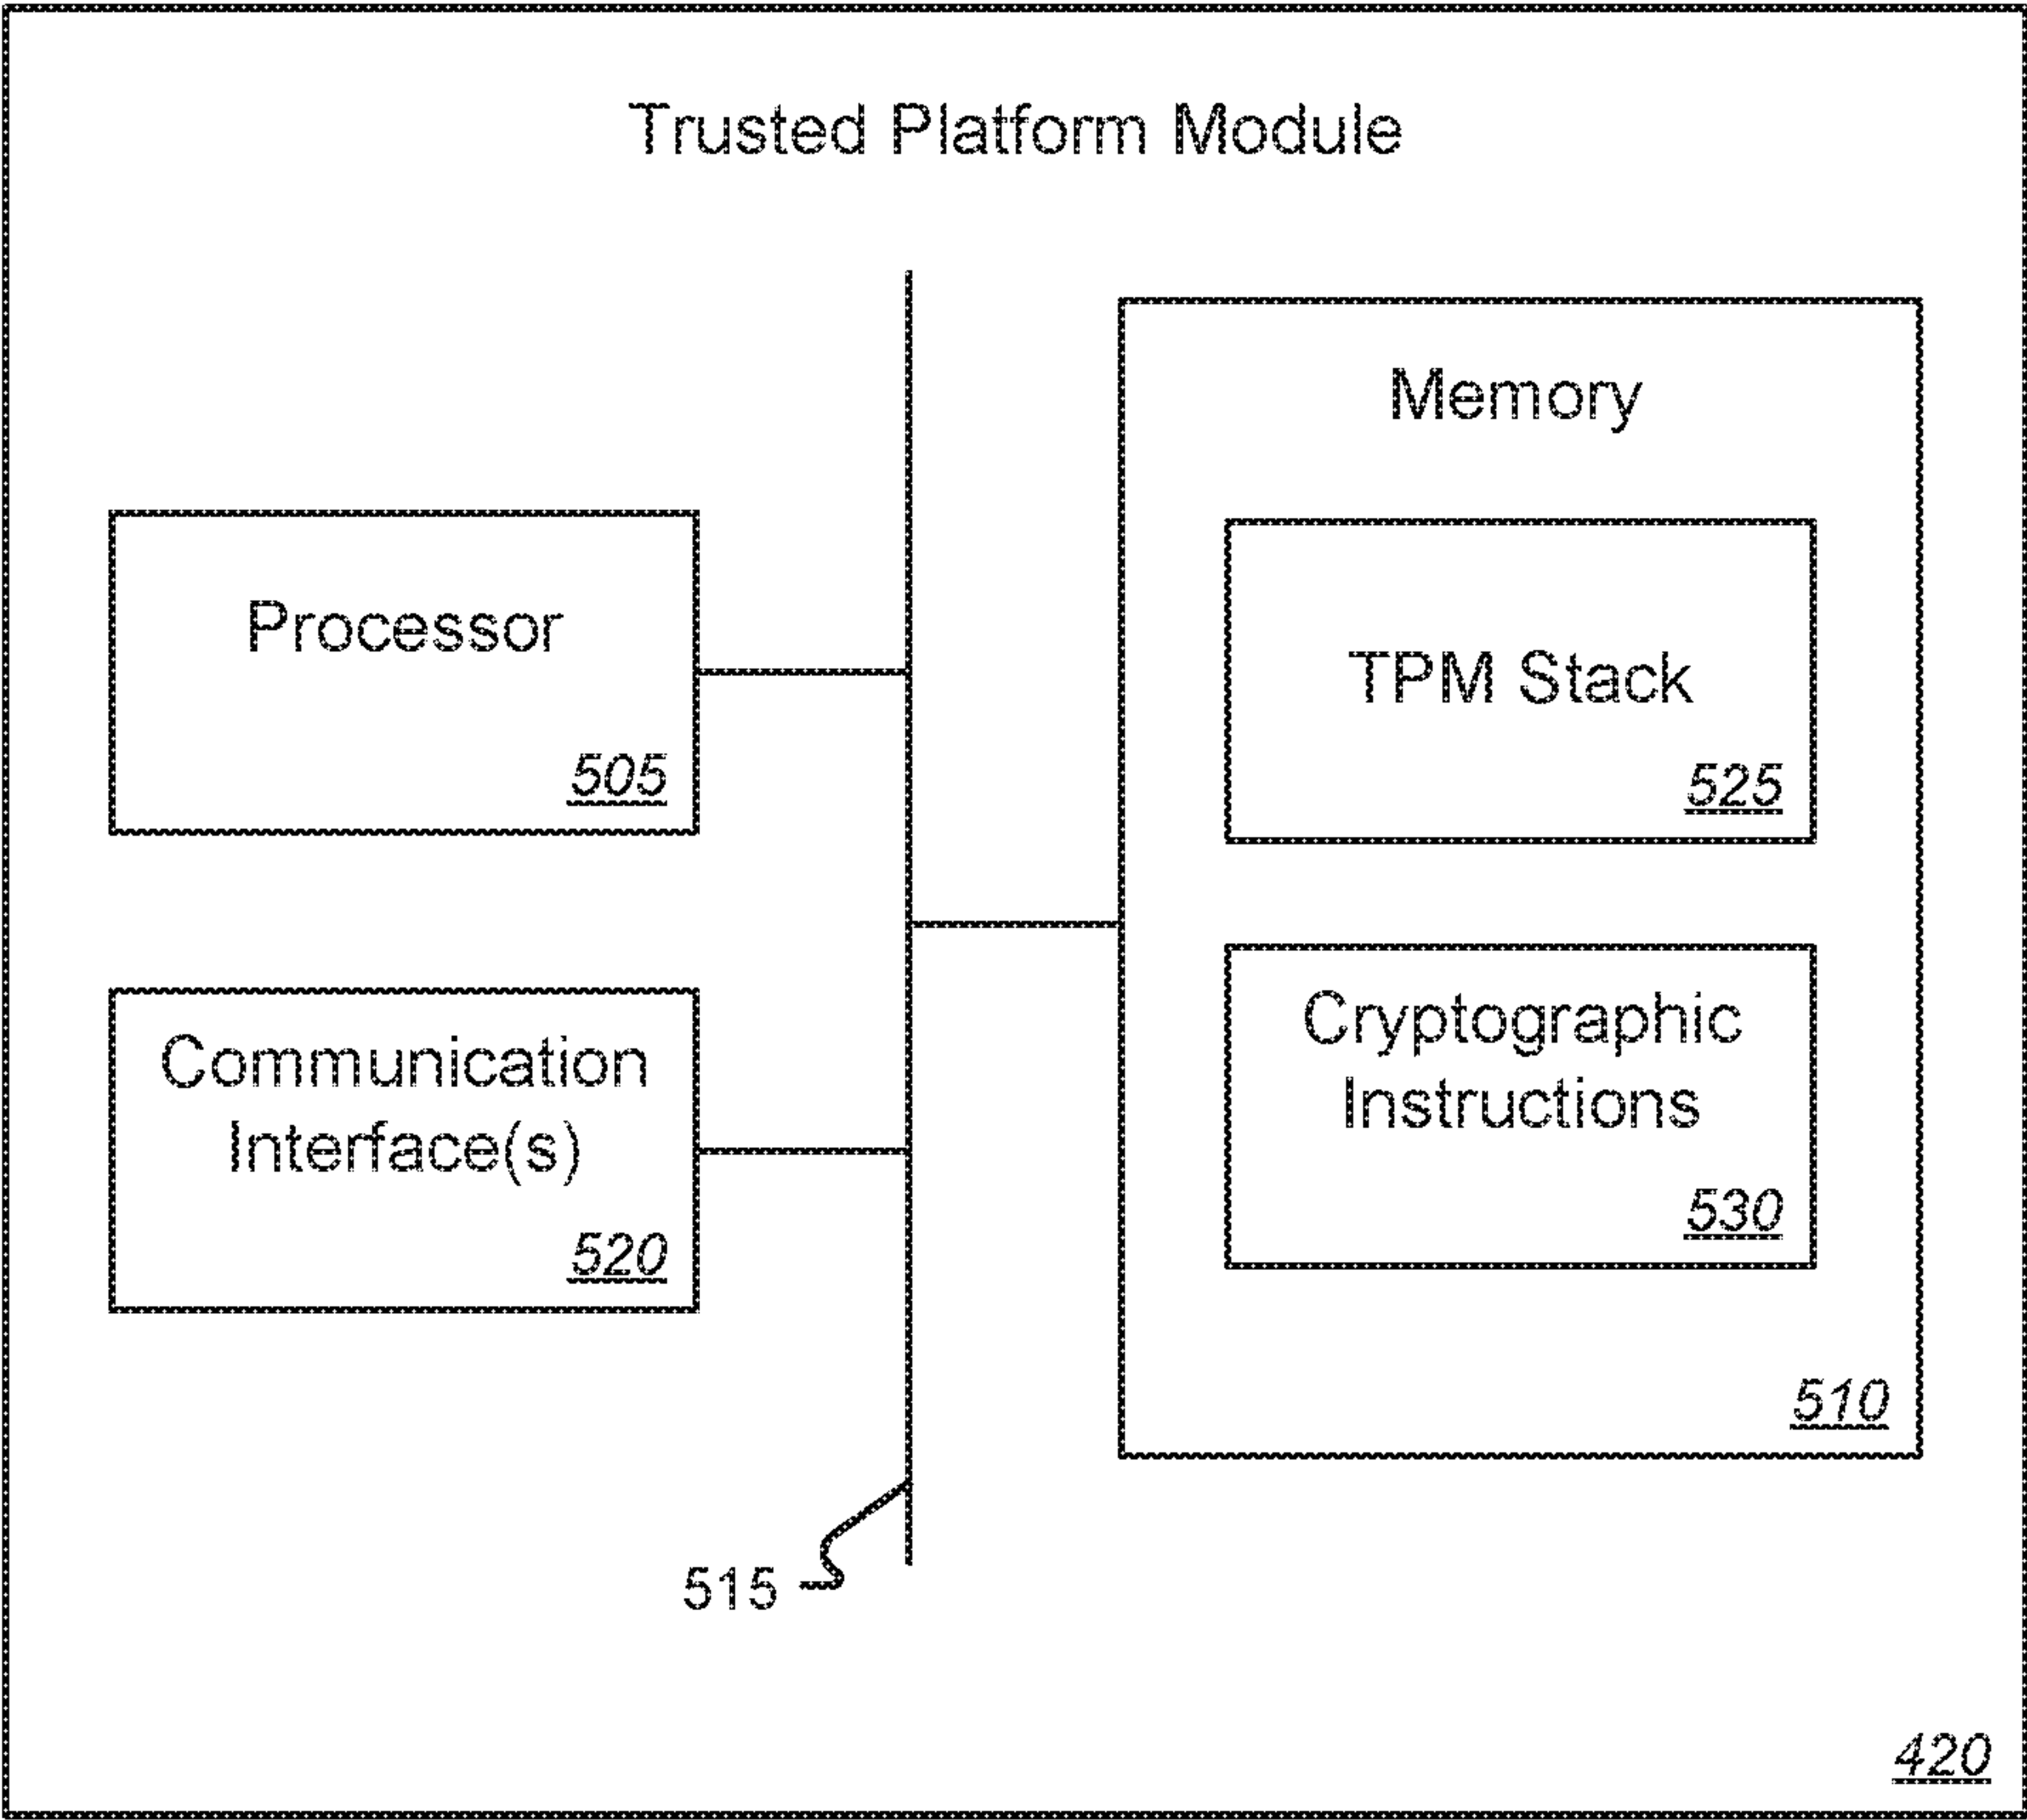 Trusted Platform Module
Processor
505
Communication
Interface(s)
520
515
Memory
TPM Stack
525
Cryptographic
Instructions
530
510
420